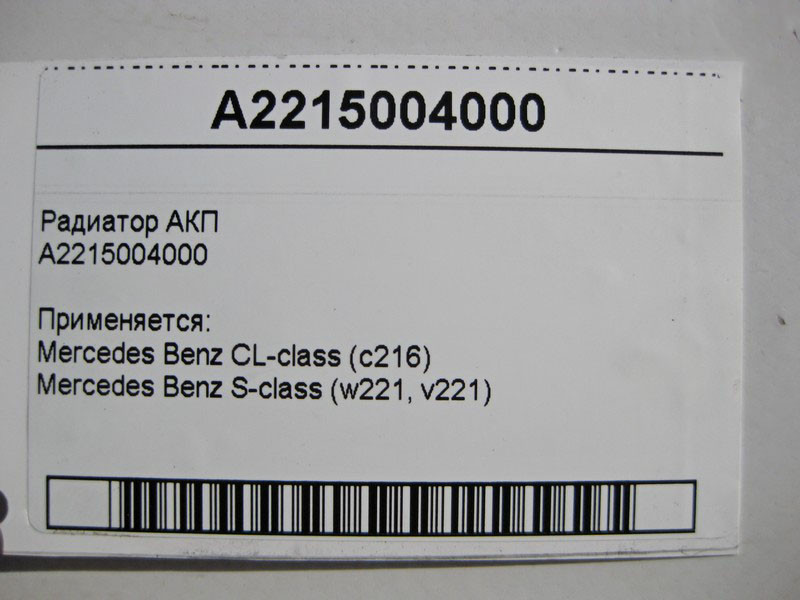 A2215004000
Радиатор АКП
A2215004000
Применяется:
Mercedes Benz CL-class (c216)
Mercedes Benz S-class (w221, v221)